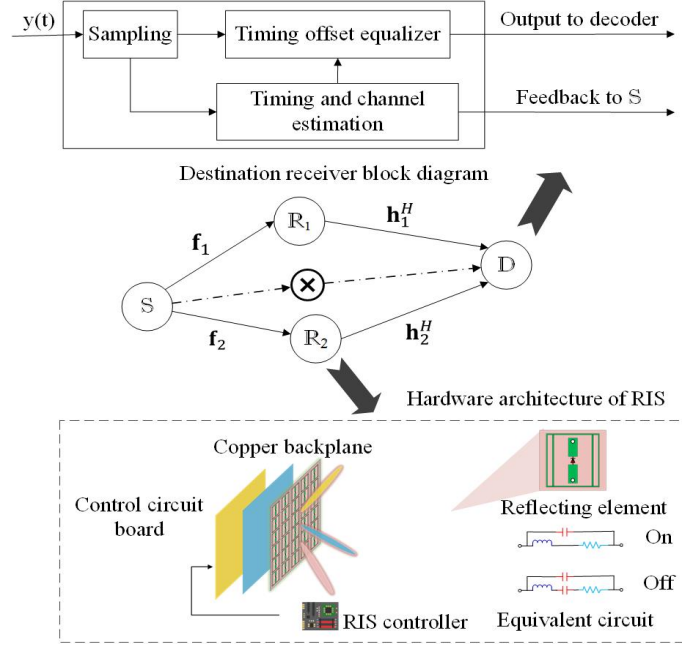 y(t)
Sampling
Timing offset equalizer
Output to decoder
Timing and channel
estimation
Feedback to 𝕊
Destination receiver block diagram
ℝ₁
𝐡₁ᴴ
𝐟₁
𝔻
𝕊
𝐟₂
ℝ₂
𝐡₂ᴴ
Hardware architecture of RIS
Copper backplane
Control circuit
board
Reflecting element
On
Off
RIS controller
Equivalent circuit